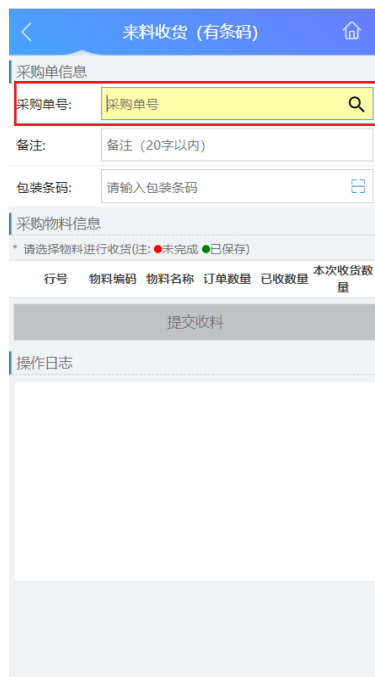 来料收货（有条码）
采购单信息
采购单号: 采购单号
备注: 备注（20字以内）
包装条码: 请输入包装条码
采购物料信息
* 请选择物料进行收货(注: ●未完成 ●已保存)
行号 物料编码 物料名称 订单数量 已收数量 本次收货数量
提交收料
操作日志